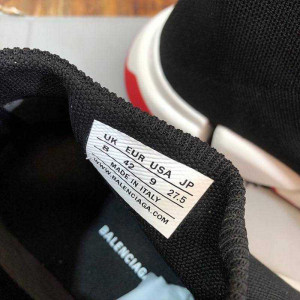 UK EUR USA JP
8 42 9 27.5
MADE IN ITALY
WWW.BALENCIAGA.COM
BALENCIAGA